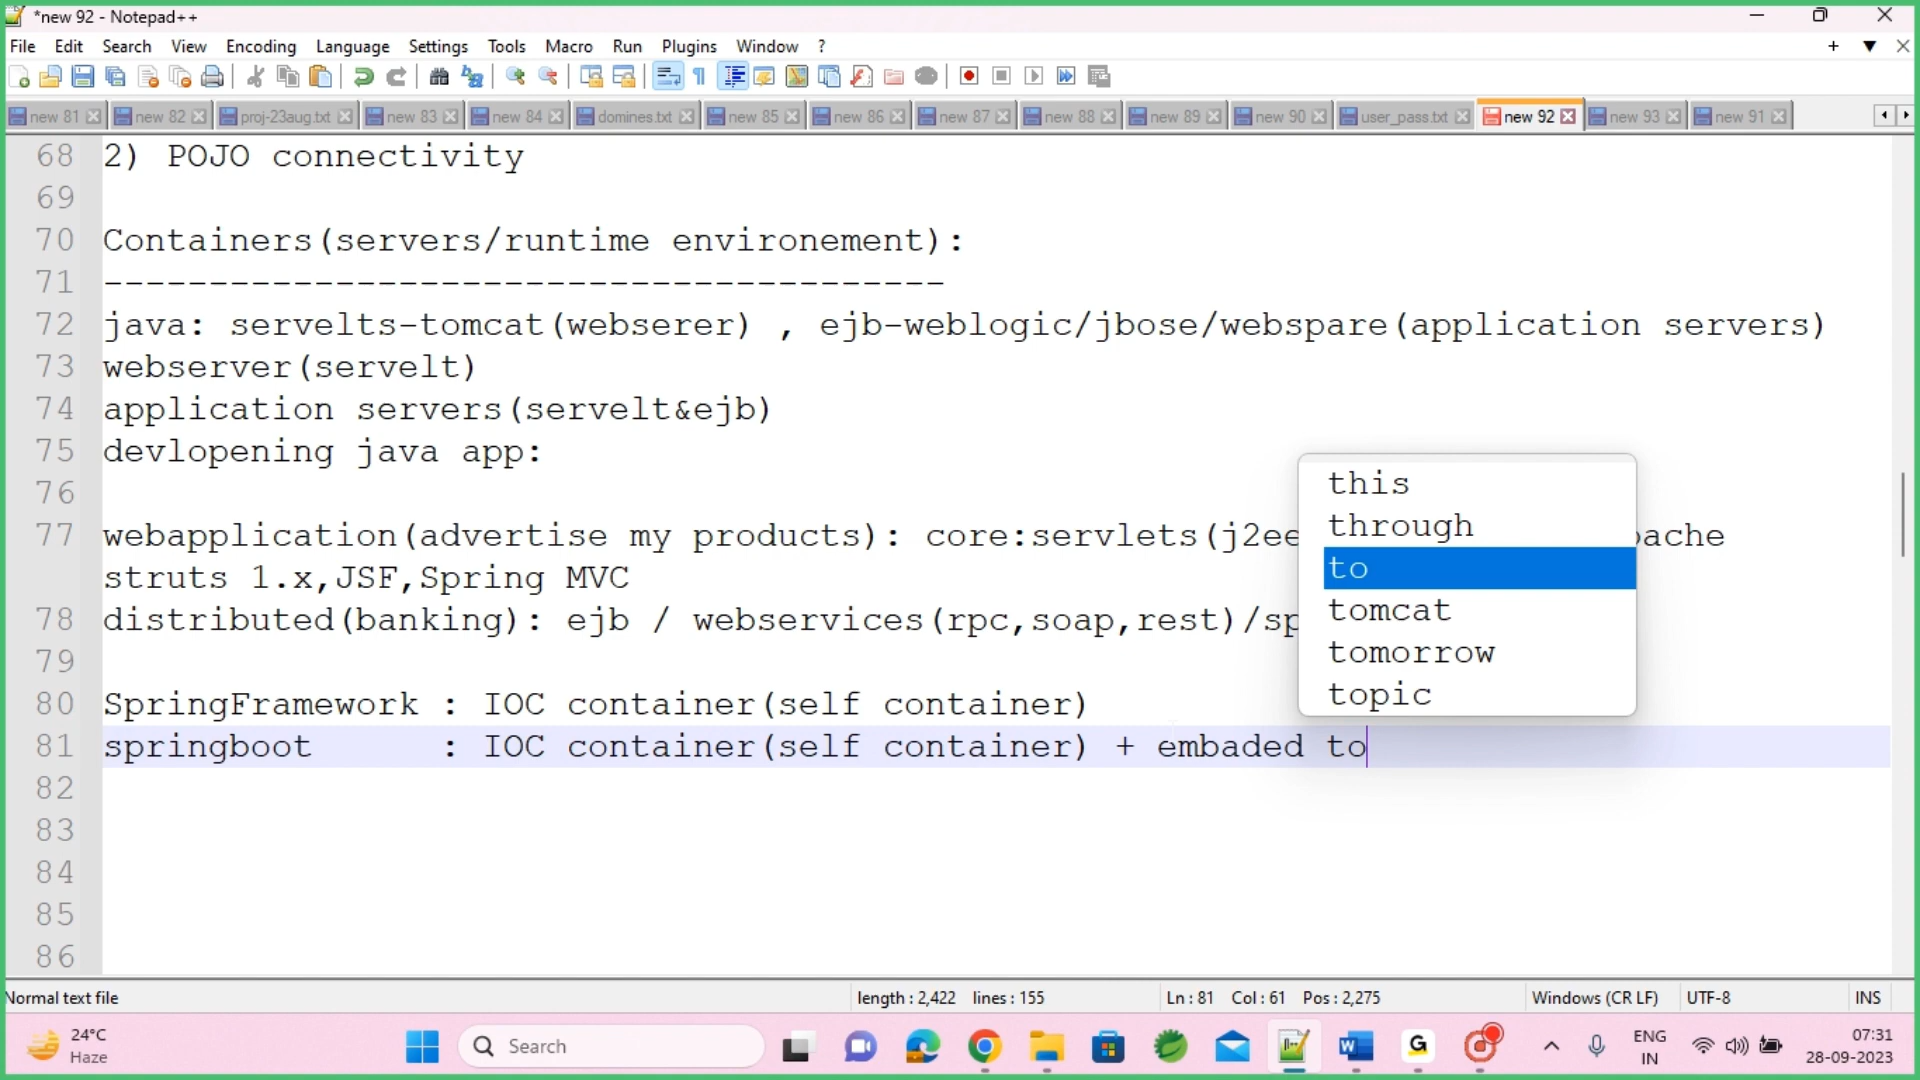 *new 92 - Notepad++
File Edit Search View Encoding Language Settings Tools Macro Run Plugins Window ?
new 81 new 82 proj-23aug.txt new 83 new 84 domines.txt new 85 new 86 new 87 new 88 new 89 new 90 user_pass.txt new 92 new 93 new 91
68 2) POJO connectivity
69
70 Containers(servers/runtime environement):
71 ----------------------------------------
72 java: servelts-tomcat(webserer) , ejb-weblogic/jbose/webspare(application servers)
73 webserver(servelt)
74 application servers(servelt&ejb)
75 devlopening java app:
76
77 webapplication(advertise my products): core:servlets(j2ee pache
struts 1.x,JSF,Spring MVC
78 distributed(banking): ejb / webservices(rpc,soap,rest)/sp
79
80 SpringFramework : IOC container(self container)
81 springboot : IOC container(self container) + embaded to
82
83
84
85
86
this
through
to
tomcat
tomorrow
topic
Normal text file length : 2,422 lines : 155 Ln : 81 Col : 61 Pos : 2,275 Windows (CR LF) UTF-8 INS
24°C
Haze
Search
ENG
IN
07:31
28-09-2023